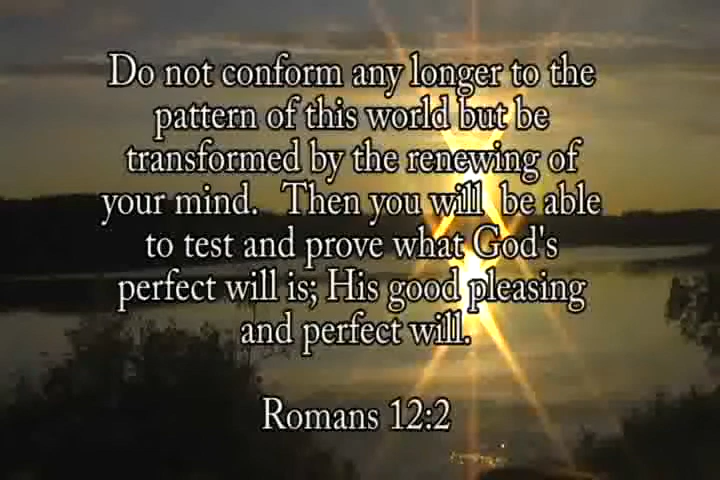 Do not conform any longer to the
pattern of this world but be
transformed by the renewing of
your mind. Then you will be able
to test and prove what God's
perfect will is; His good pleasing
and perfect will.
Romans 12:2